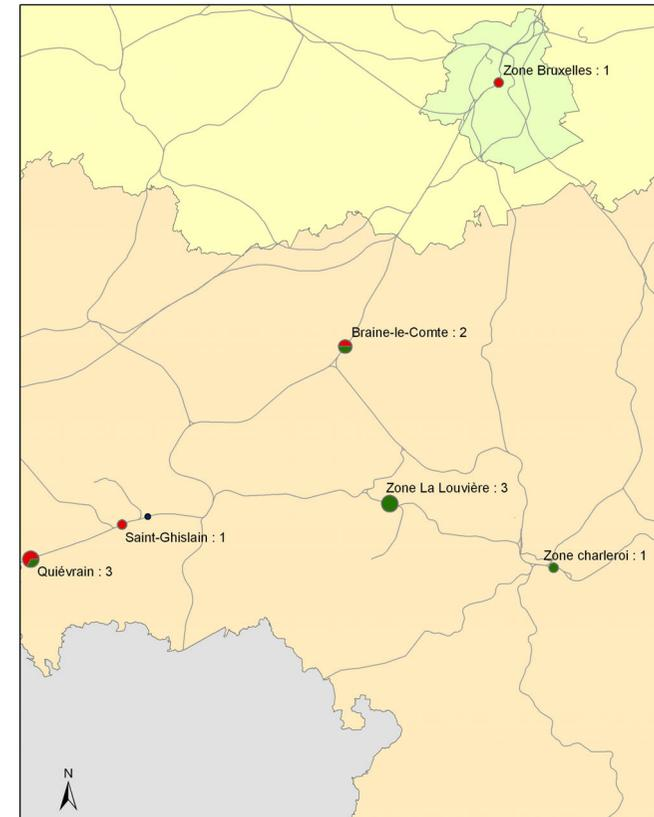 Zone Bruxelles : 1
Braine-le-Comte : 2
Zone La Louvière : 3
Saint-Ghislain : 1
Zone charleroi : 1
Quiévrain : 3
N